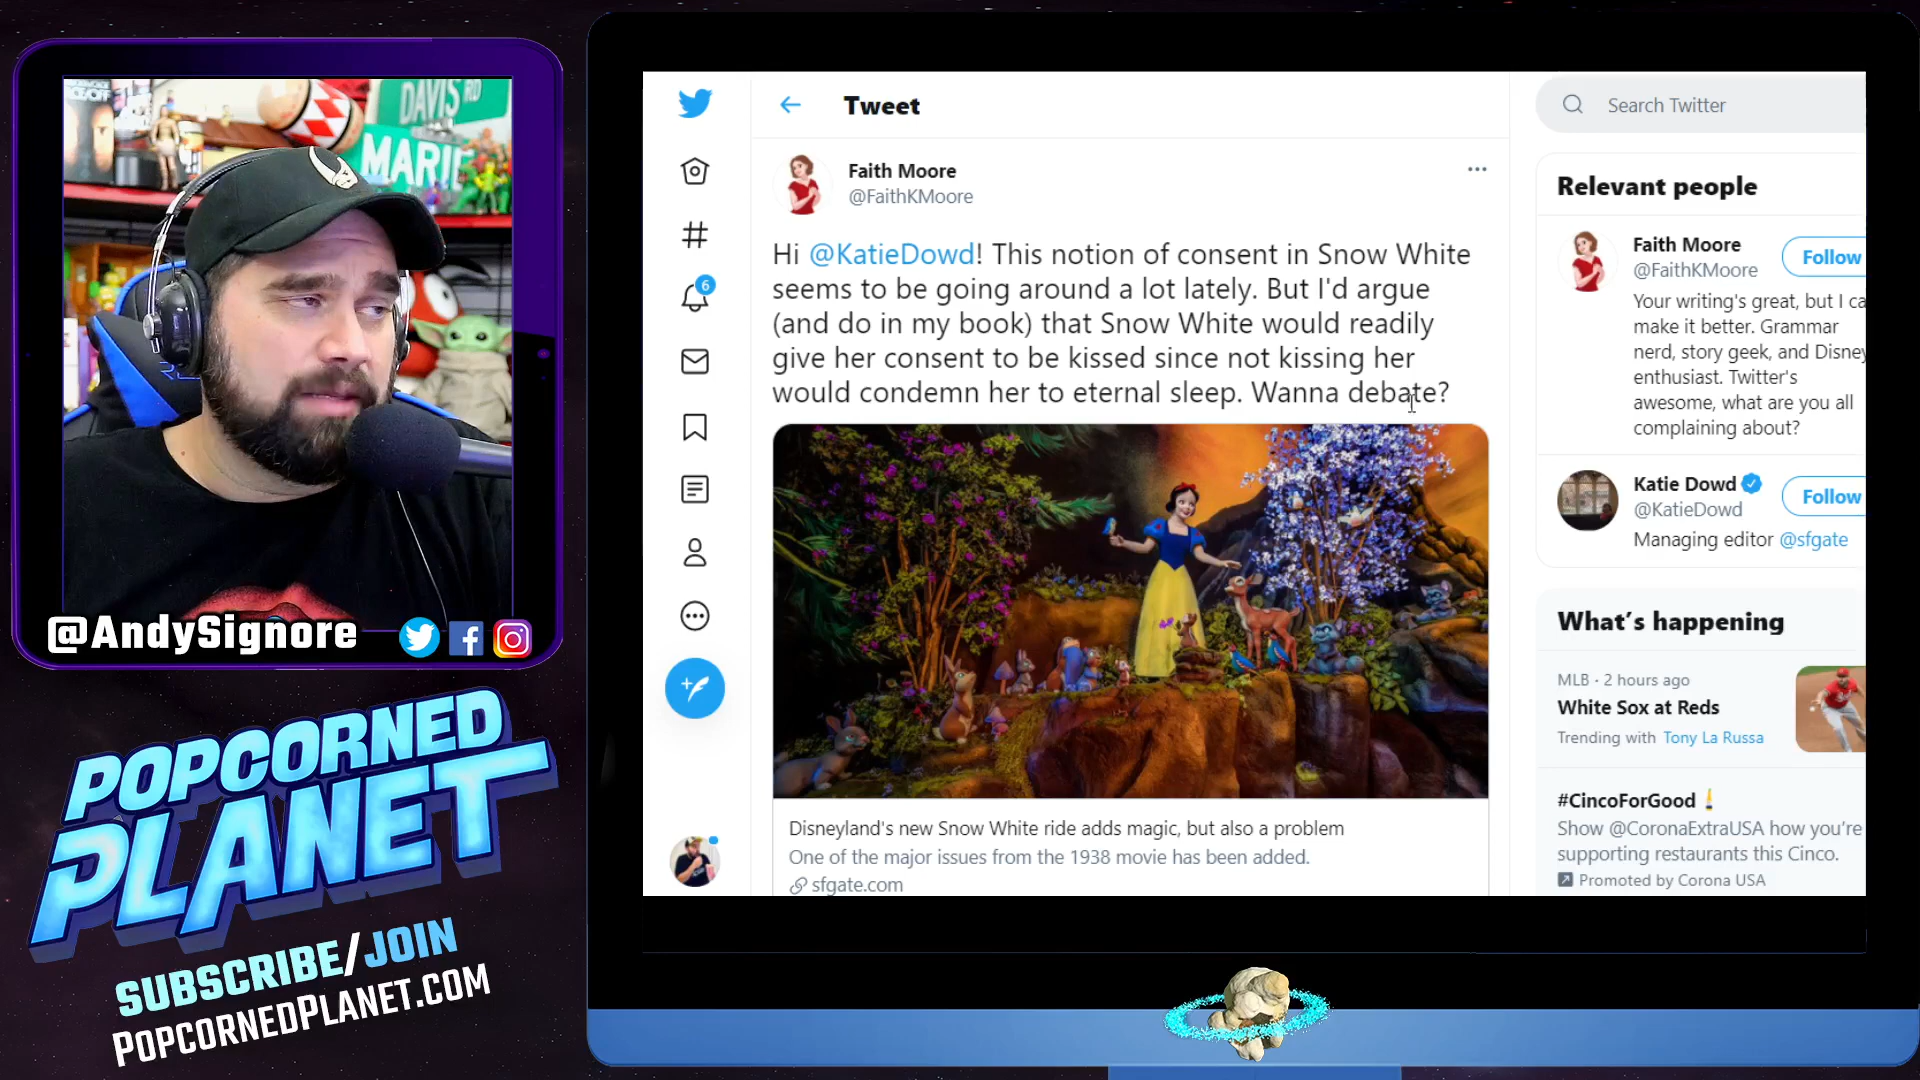 DAVIS RD
MARIE
@AndySignore
POPCORNED
PLANET
SUBSCRIBE/JOIN
POPCORNEDPLANET.COM
6
Tweet
Faith Moore
@FaithKMoore
Hi @KatieDowd! This notion of consent in Snow White
seems to be going around a lot lately. But I'd argue
(and do in my book) that Snow White would readily
give her consent to be kissed since not kissing her
would condemn her to eternal sleep. Wanna debate?
Disneyland's new Snow White ride adds magic, but also a problem
One of the major issues from the 1938 movie has been added.
sfgate.com
Search Twitter
Relevant people
Faith Moore
@FaithKMoore
Follow
Your writing's great, but I ca
make it better. Grammar
nerd, story geek, and Disney
enthusiast. Twitter's
awesome, what are you all
complaining about?
Katie Dowd
@KatieDowd
Follow
Managing editor @sfgate
What's happening
MLB · 2 hours ago
White Sox at Reds
Trending with Tony La Russa
#CincoForGood
Show @CoronaExtraUSA how you're
supporting restaurants this Cinco.
Promoted by Corona USA